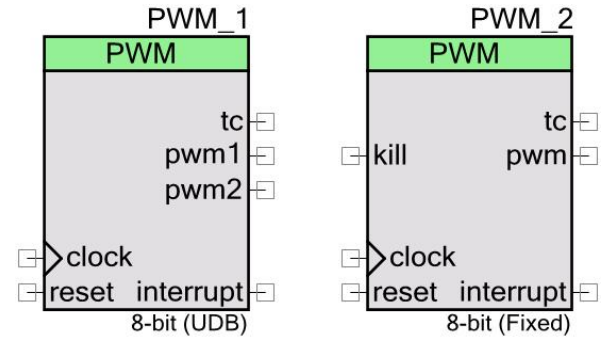 PWM_1
PWM
tc
pwm1
pwm2
clock
reset interrupt
8-bit (UDB)
PWM_2
PWM
tc
kill pwm
clock
reset interrupt
8-bit (Fixed)